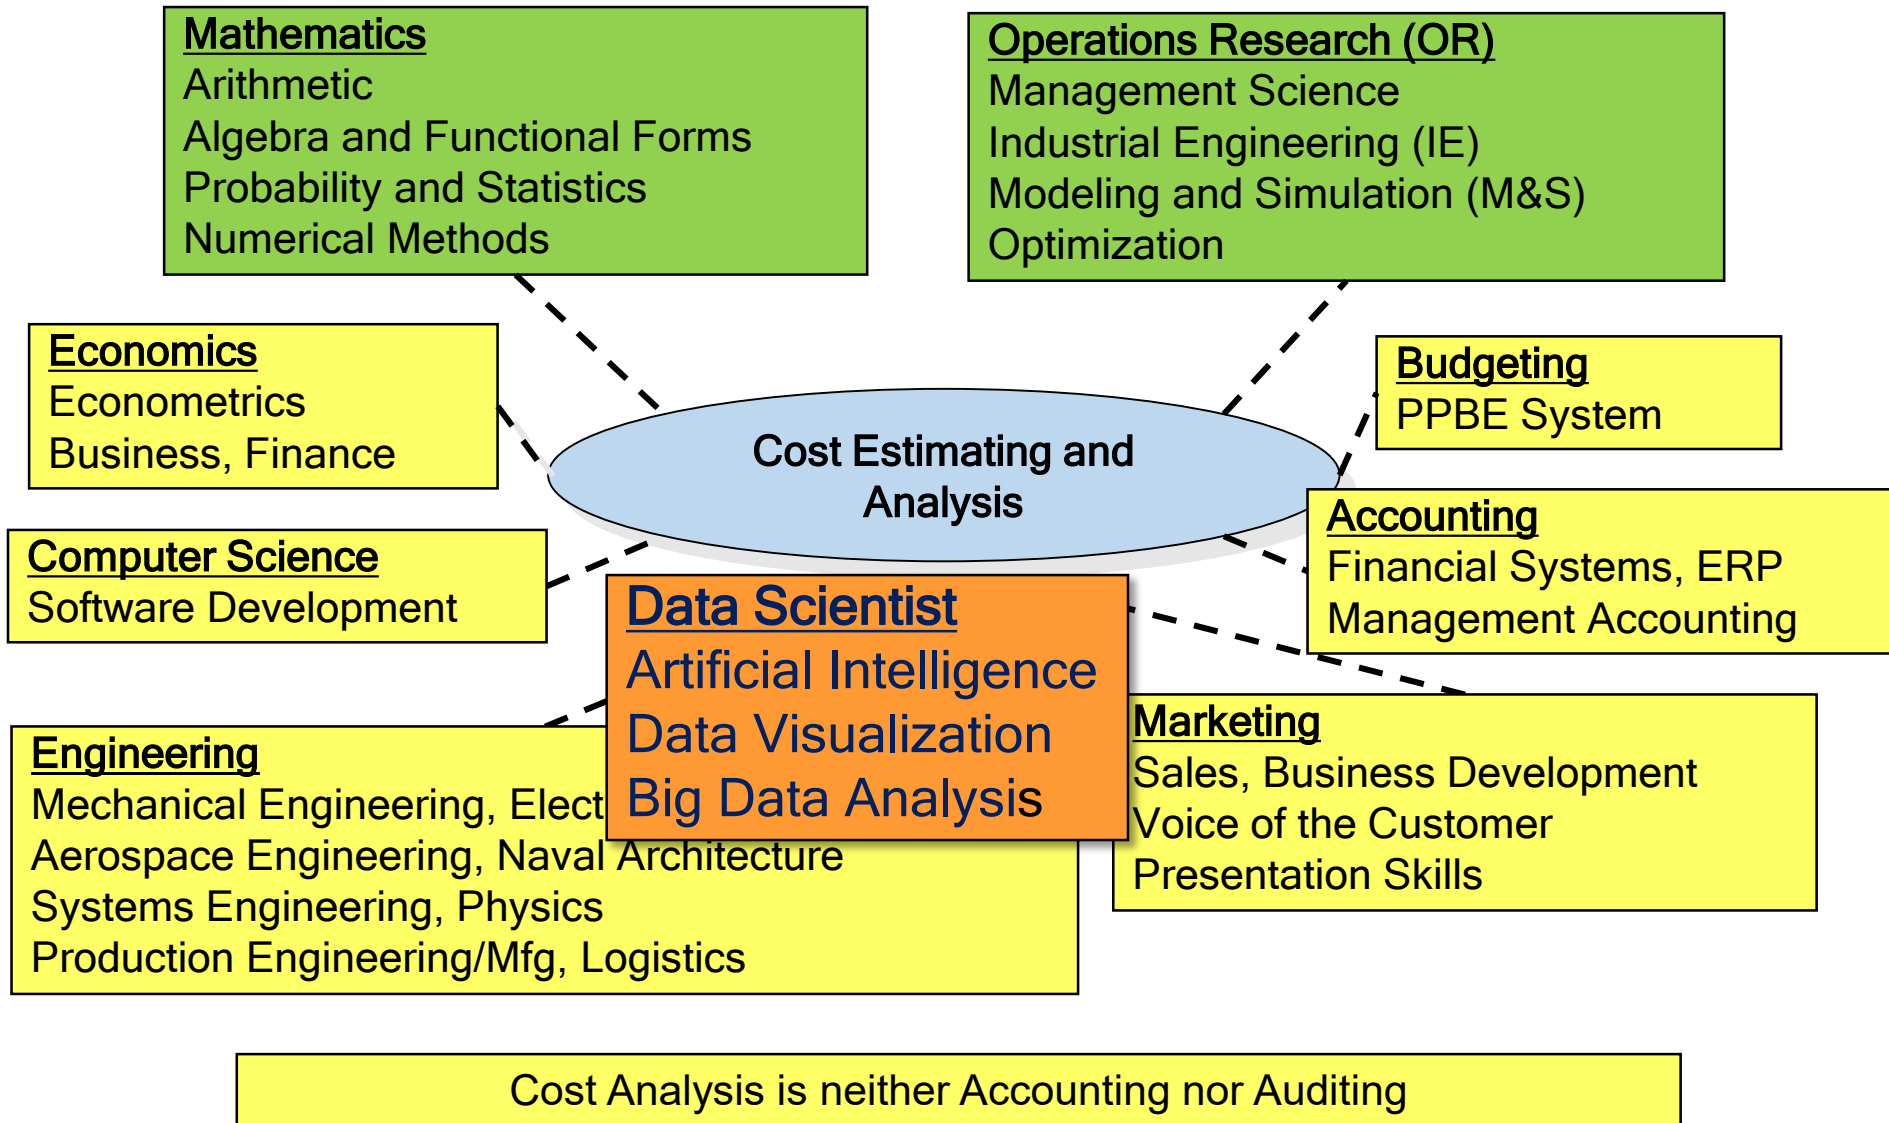 Mathematics
Arithmetic
Algebra and Functional Forms
Probability and Statistics
Numerical Methods
Operations Research (OR)
Management Science
Industrial Engineering (IE)
Modeling and Simulation (M&S)
Optimization
Economics
Econometrics
Business, Finance
Budgeting
PPBE System
Cost Estimating and
Analysis
Computer Science
Software Development
Accounting
Financial Systems, ERP
Management Accounting
Data Scientist
Artificial Intelligence
Data Visualization
Big Data Analysis
Engineering
Mechanical Engineering,
Aerospace Engineering, Naval Architecture
Systems Engineering, Physics
Production Engineering/Mfg, Logistics
Marketing
Sales, Business Development
Voice of the Customer
Presentation Skills
Cost Analysis is neither Accounting nor Auditing